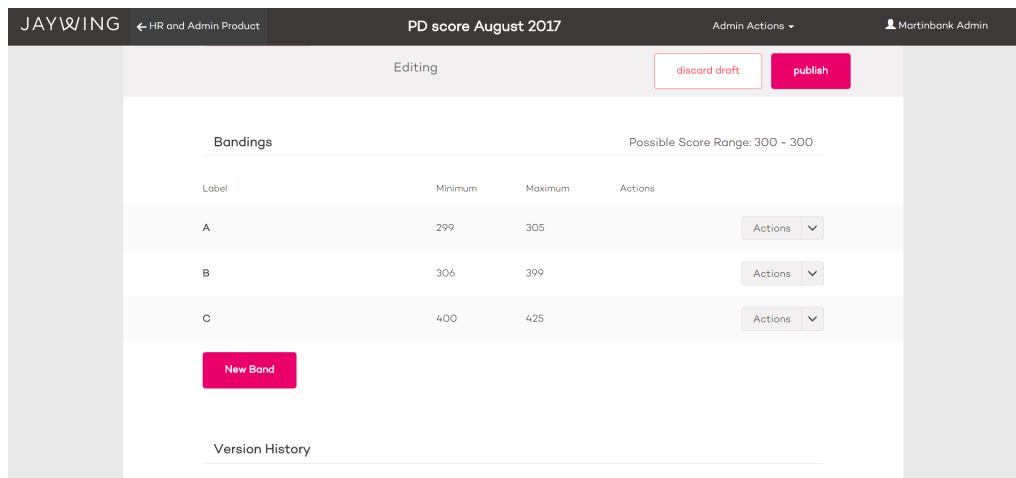 JAYWING
HR and Admin Product
PD score August 2017
Admin Actions
Martinbank Admin
Editing
discard draft
publish
Bandings
Possible Score Range: 300 - 300
Label Minimum Maximum Actions
A 299 305 Actions
B 306 399 Actions
C 400 425 Actions
New Band
Version History